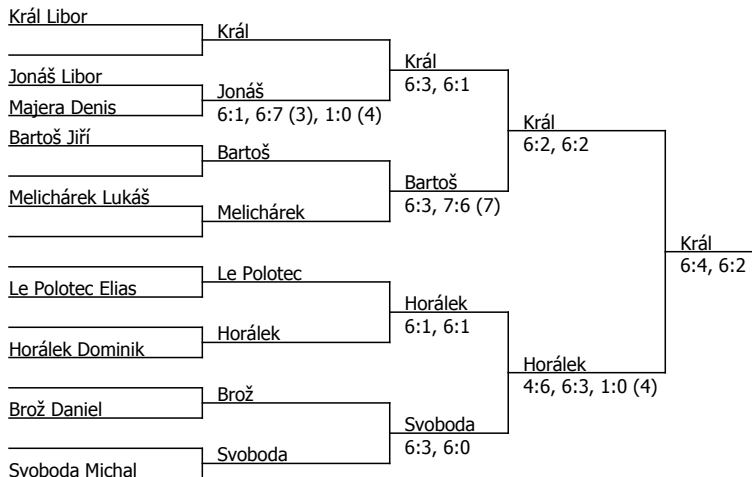 Král Libor
Král
Král
6:3, 6:1
Jonáš Libor
Jonáš
6:1, 6:7 (3), 1:0 (4)
Majera Denis
Král
6:2, 6:2
Bartoš Jiří
Bartoš
Bartoš
6:3, 7:6 (7)
Melichárek Lukáš
Melichárek
Král
6:4, 6:2
Le Polotec
Le Polotec Elias
Horálek
6:1, 6:1
Horálek
Horálek Dominik
Horálek
4:6, 6:3, 1:0 (4)
Brož
Brož Daniel
Svoboda
6:3, 6:0
Svoboda
Svoboda Michal